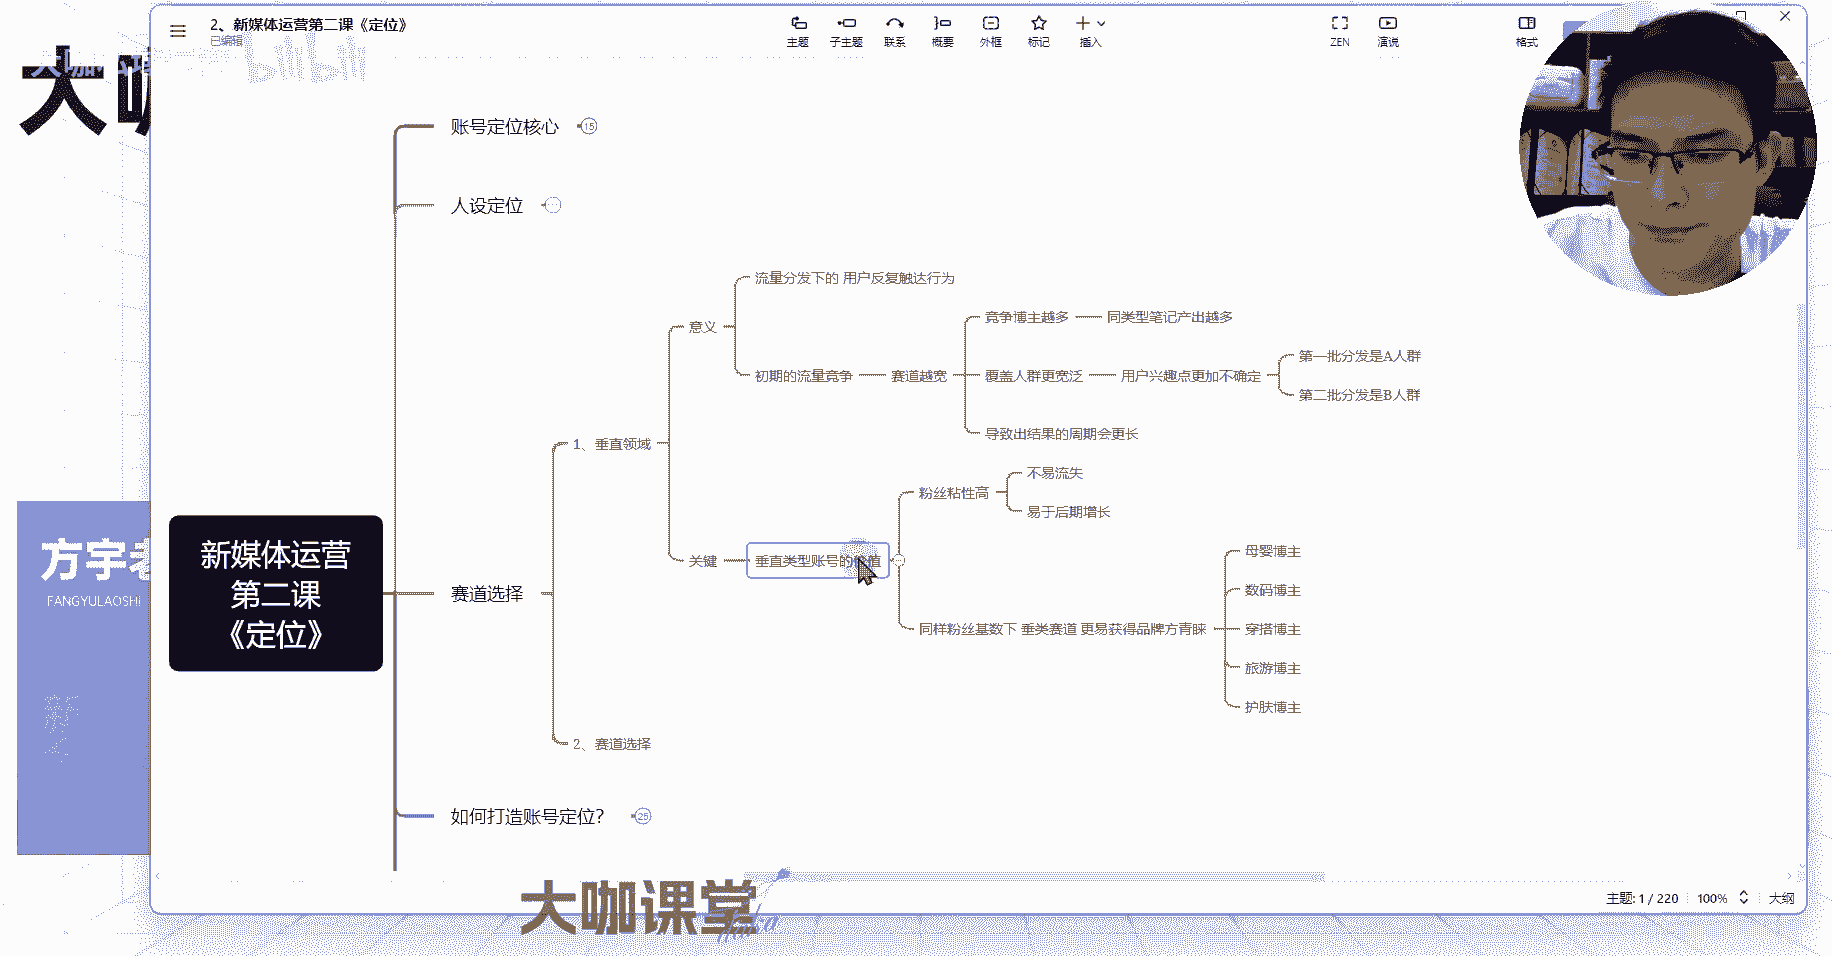 2、新媒体运营第二课《定位》
已编辑
主题
子主题
联系
概要
外框
标记
插入
ZEN
演说
格式
bilibili
大咖
账号定位核心
15
人设定位
流量分发下的 用户反复触达行为
意义
竞争博主越多
同类型笔记产出越多
初期的流量竞争
赛道越宽
覆盖人群更宽泛
用户兴趣点更加不确定
第一批分发是A人群
第二批分发是B人群
导致出结果的周期会更长
1、垂直领域
粉丝粘性高
不易流失
易于后期增长
关键
垂直类型账号的价值
同样粉丝基数下 垂类赛道 更易获得品牌方青睐
母婴博主
数码博主
穿搭博主
旅游博主
护肤博主
新媒体运营
第二课
《定位》
赛道选择
2、赛道选择
如何打造账号定位？
25
方宇老
FANGYULAOSHI
大咖课堂
主题: 1 / 220
100%
大纲